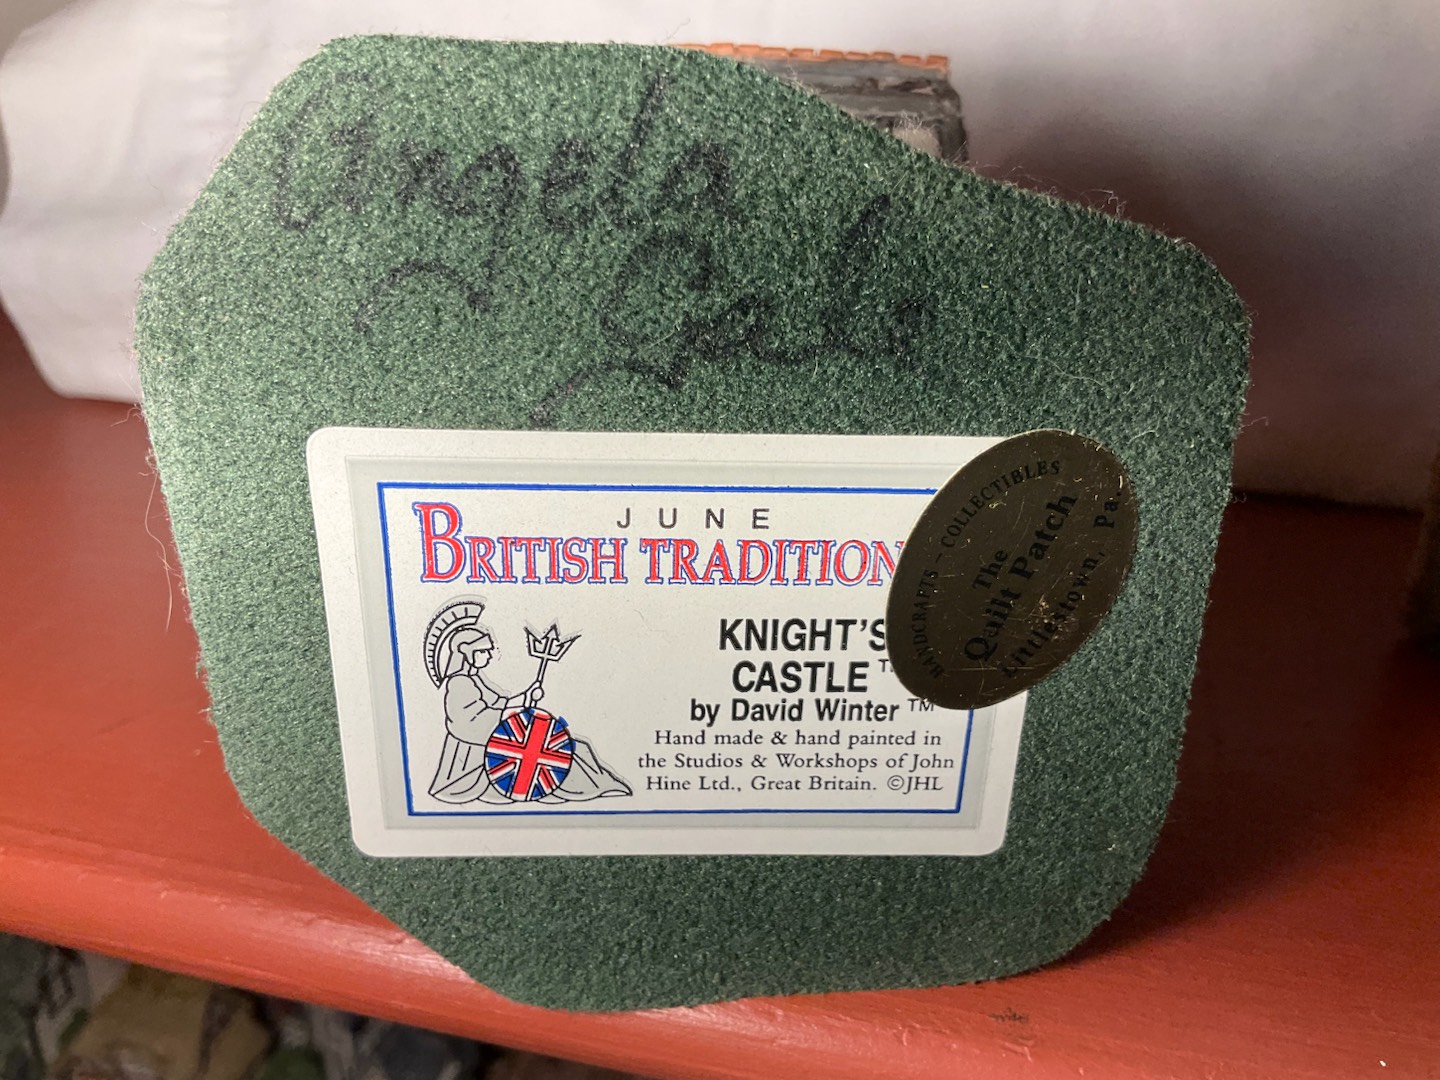 Angela
JUNE
BRITISH TRADITION
KNIGHT'S
CASTLE
by David Winter ™
Hand made & hand painted in
the Studios & Workshops of John
Hine Ltd., Great Britain. ©JHL
HANDCRAFTS - COLLECTIBLES
The
Quilt Patch
Littlestown, Pa.